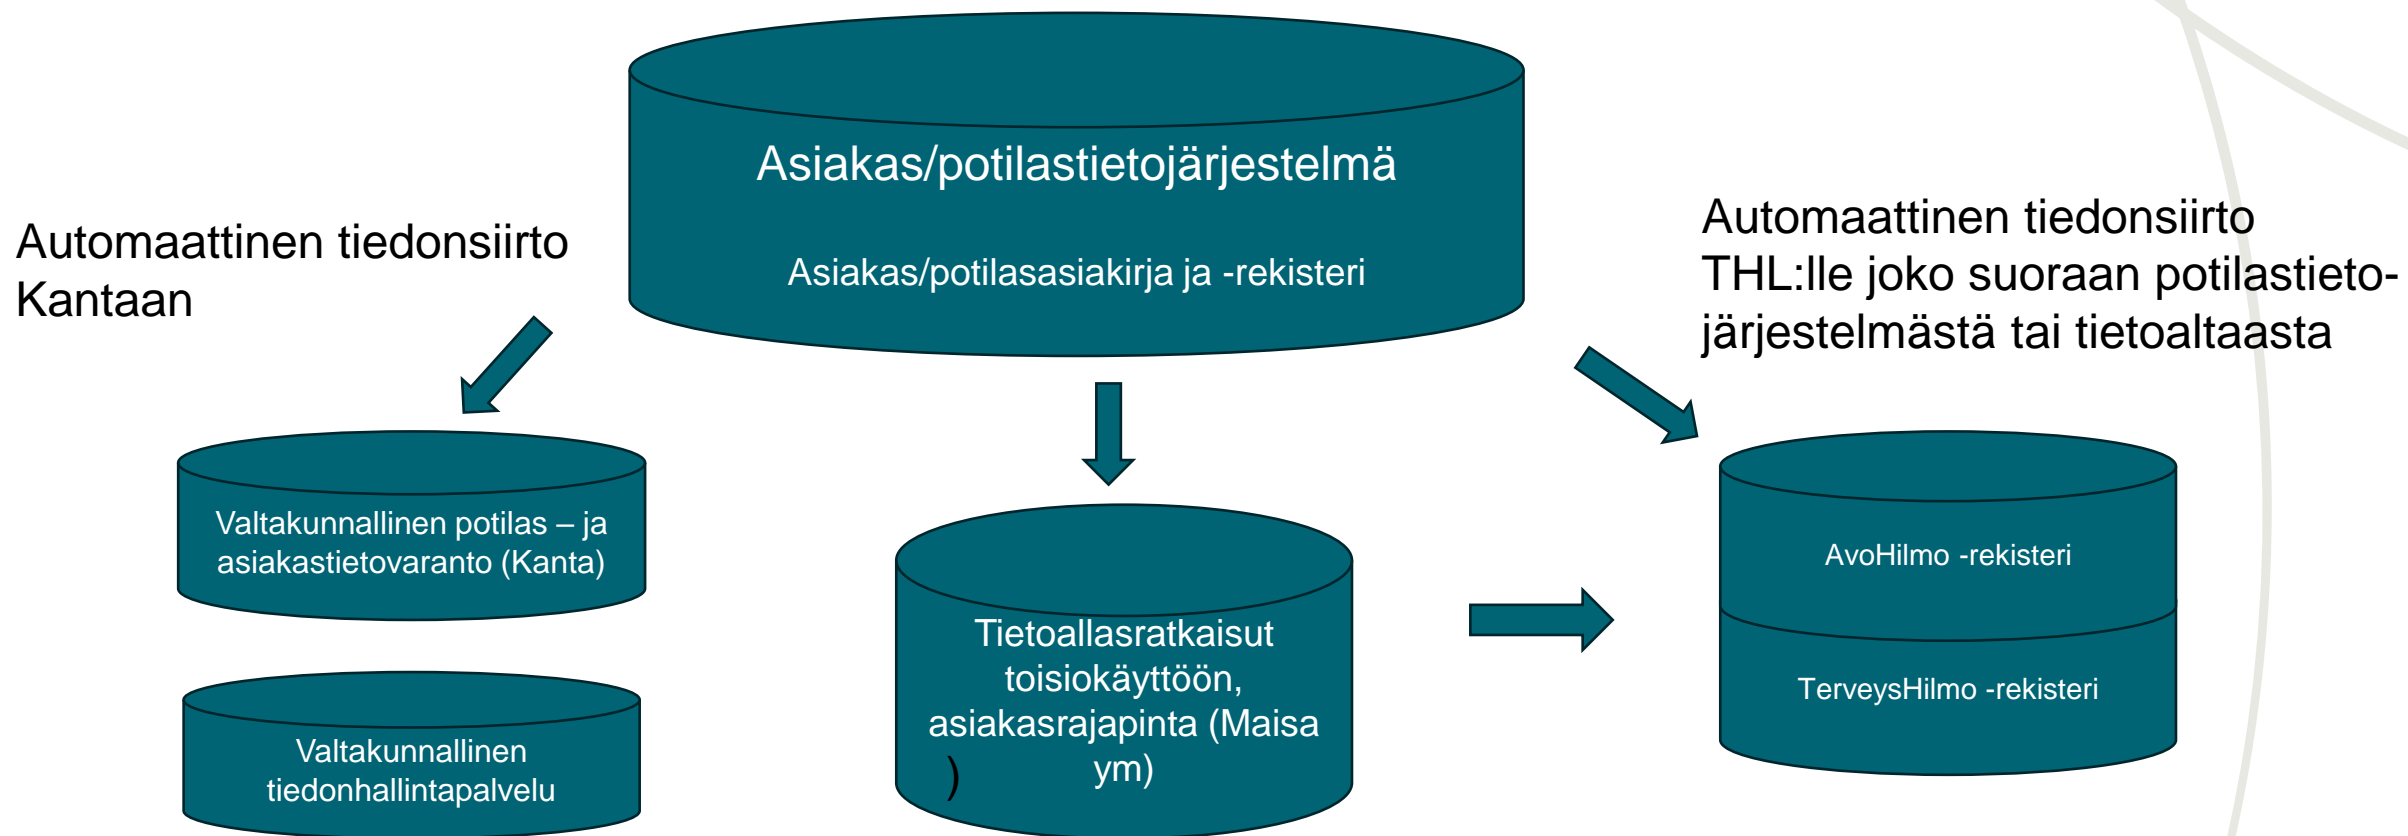 Asiakas/potilastietojärjestelmä
Asiakas/potilasasiakirja ja -rekisteri
Automaattinen tiedonsiirto
Kantaan
Automaattinen tiedonsiirto
THL:lle joko suoraan potilastieto-
järjestelmästä tai tietoaltaasta
Valtakunnallinen potilas – ja
asiakastietovaranto (Kanta)
Valtakunnallinen
tiedonhallintapalvelu
Tietoallasratkaisut
toisiokäyttöön,
asiakasrajapinta (Maisa
ym)
)
AvoHilmo -rekisteri
TerveysHilmo -rekisteri